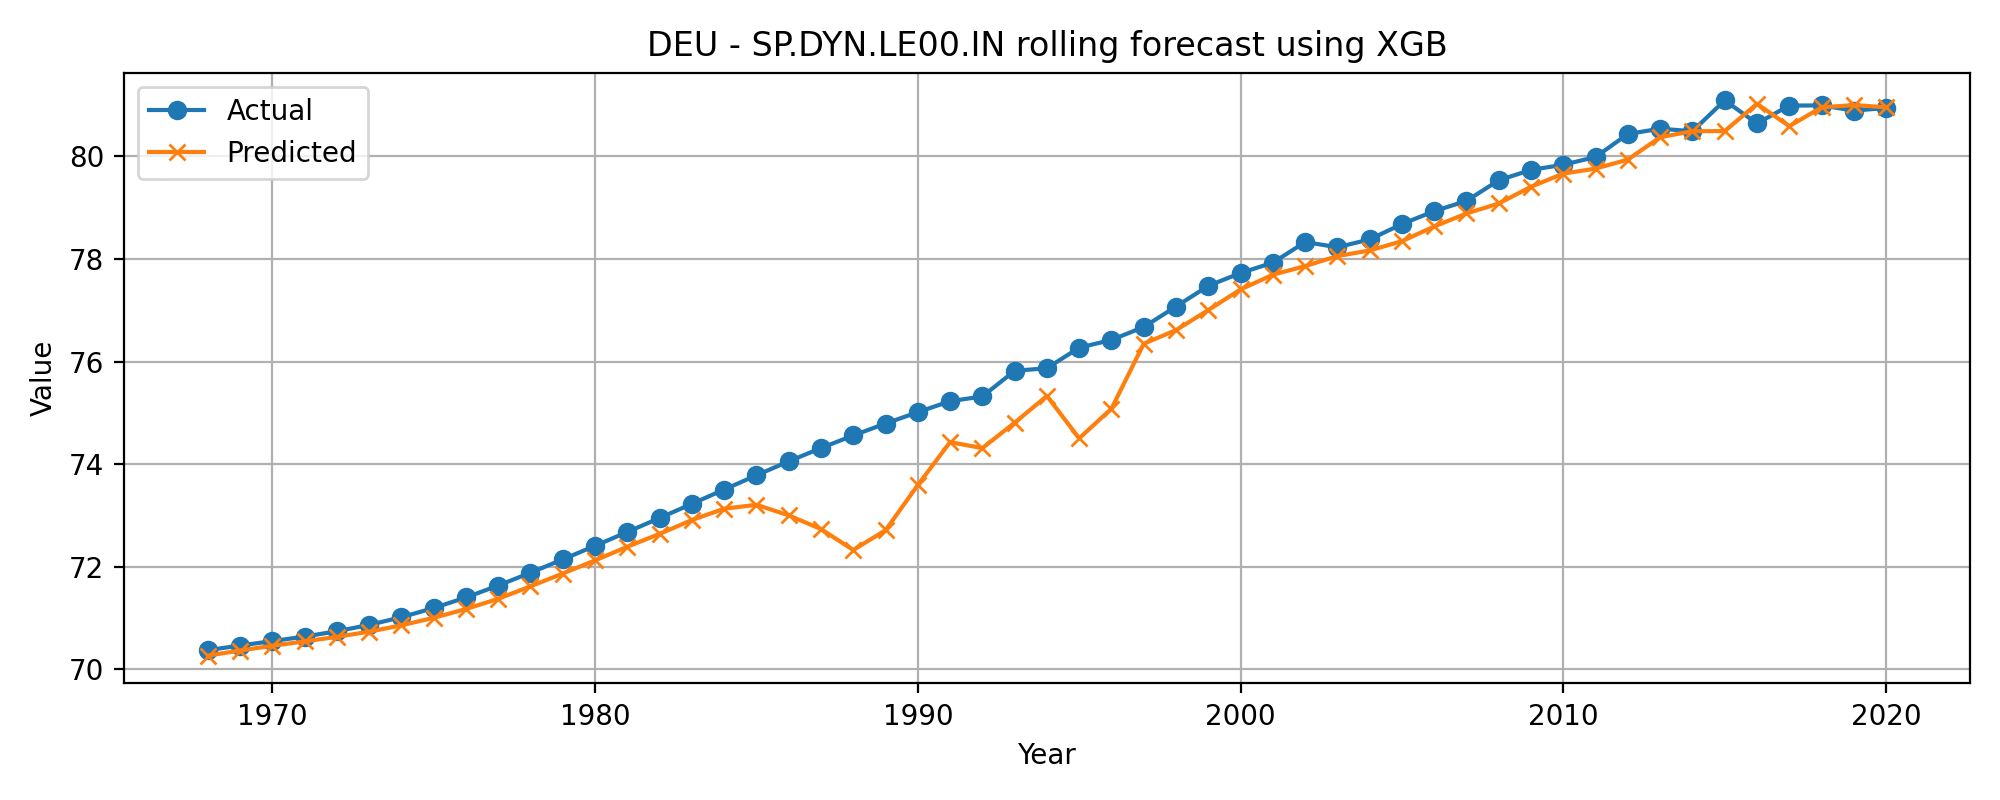 DEU - SP.DYN.LE00.IN rolling forecast using XGB
Actual
Predicted
Value
80
78
76
74
72
70
1970 1980 1990 2000 2010 2020
Year